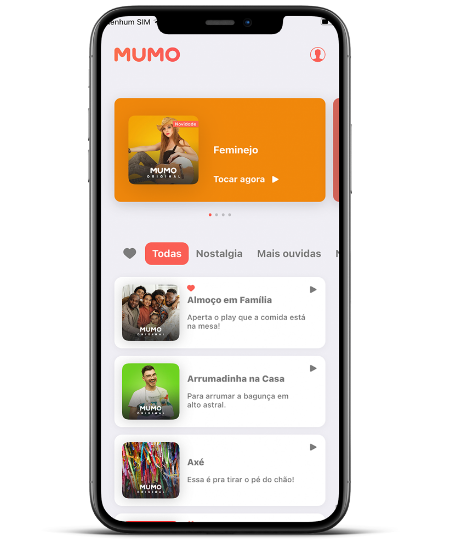 enhum SIM
MUMO
Novidade
MUMO
ORIGINAL
Feminejo
Tocar agora
Todas
Nostalgia
Mais ouvidas
MUMO
ORIGINAL
Almoço em Família
Aperta o play que a comida está
na mesa!
MUMO
ORIGINAL
Arrumadinha na Casa
Para arrumar a bagunça em
alto astral.
MUMO
ORIGINAL
Axé
Essa é pra tirar o pé do chão!